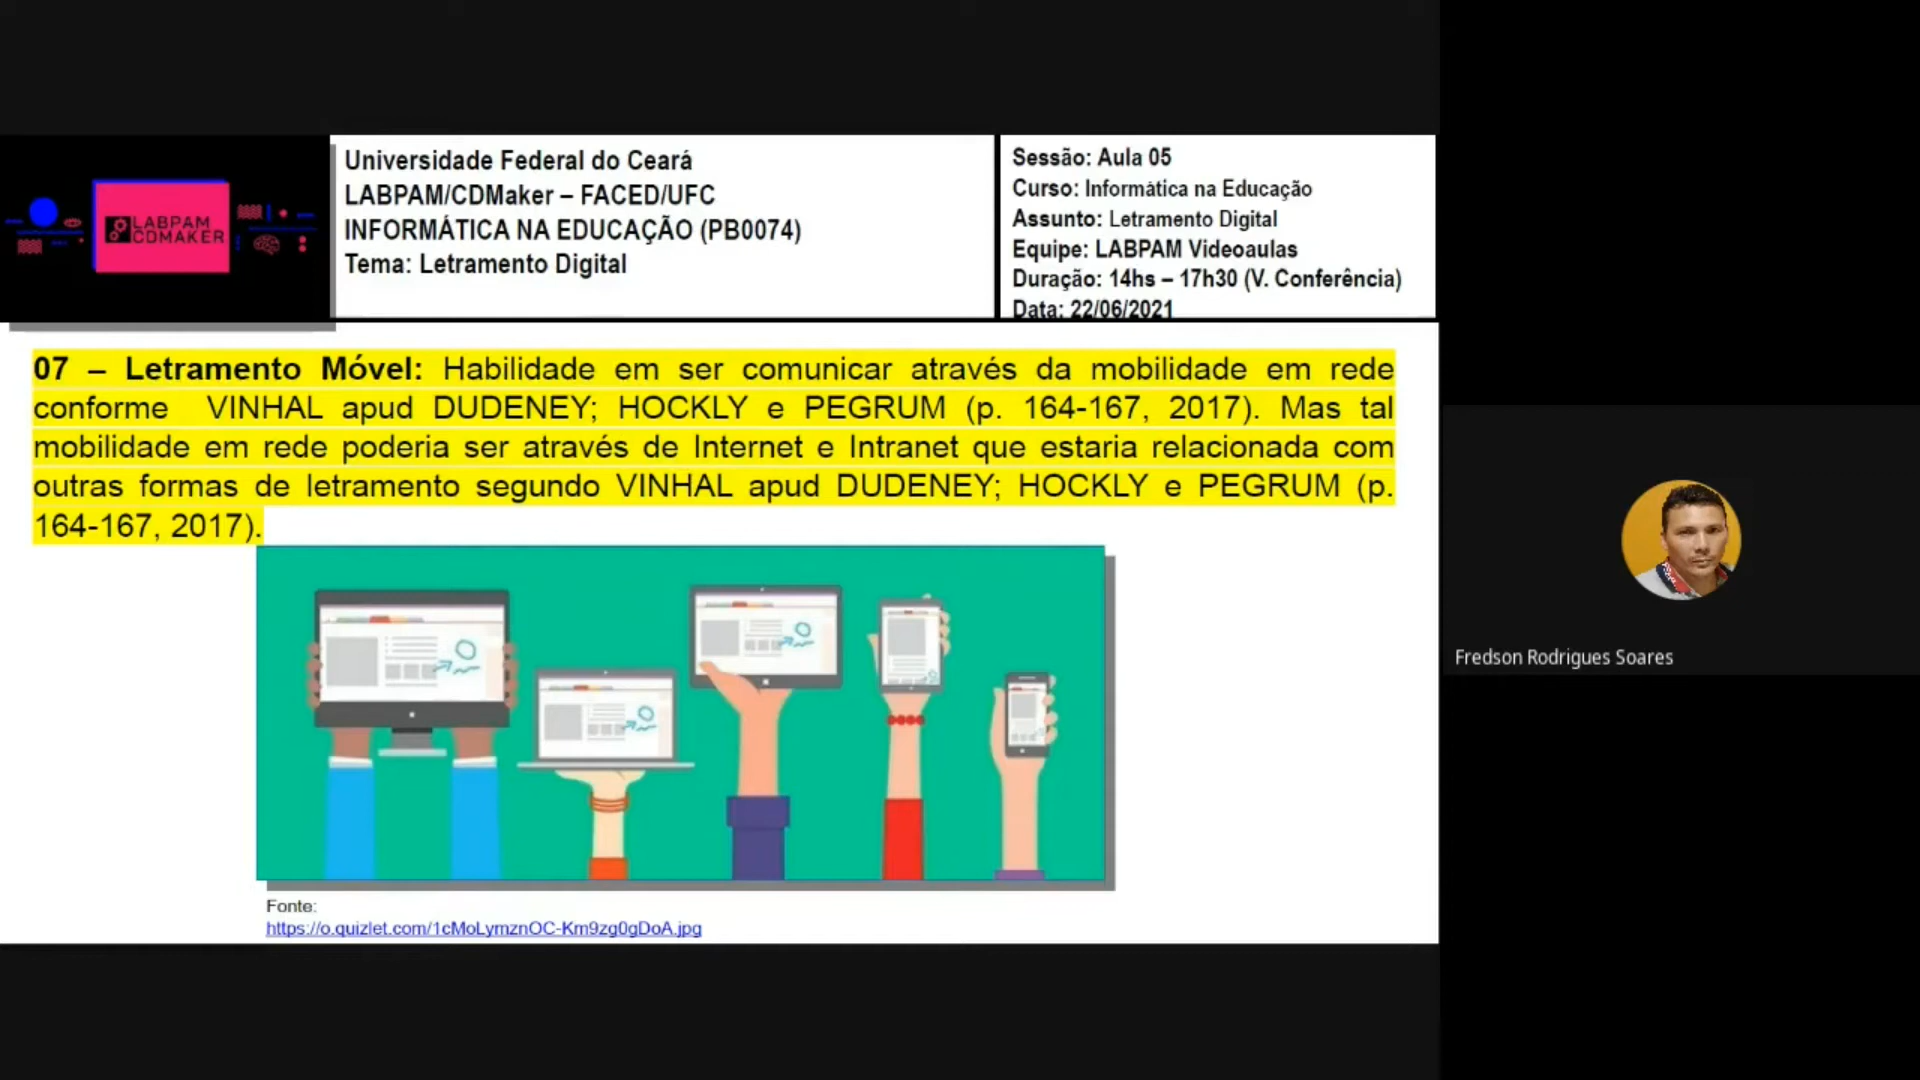 LABPAM
CDMAKER
Universidade Federal do Ceará
LABPAM/CDMaker – FACED/UFC
INFORMÁTICA NA EDUCAÇÃO (PB0074)
Tema: Letramento Digital
Sessão: Aula 05
Curso: Informática na Educação
Assunto: Letramento Digital
Equipe: LABPAM Videoaulas
Duração: 14hs – 17h30 (V. Conferência)
Data: 22/06/2021
07 – Letramento Móvel: Habilidade em ser comunicar através da mobilidade em rede
conforme VINHAL apud DUDENEY; HOCKLY e PEGRUM (p. 164-167, 2017). Mas tal
mobilidade em rede poderia ser através de Internet e Intranet que estaria relacionada com
outras formas de letramento segundo VINHAL apud DUDENEY; HOCKLY e PEGRUM (p.
164-167, 2017).
Fonte:
https://o.quizlet.com/1cMoLymznOC-Km9zg0gDoA.jpg
Fredson Rodrigues Soares